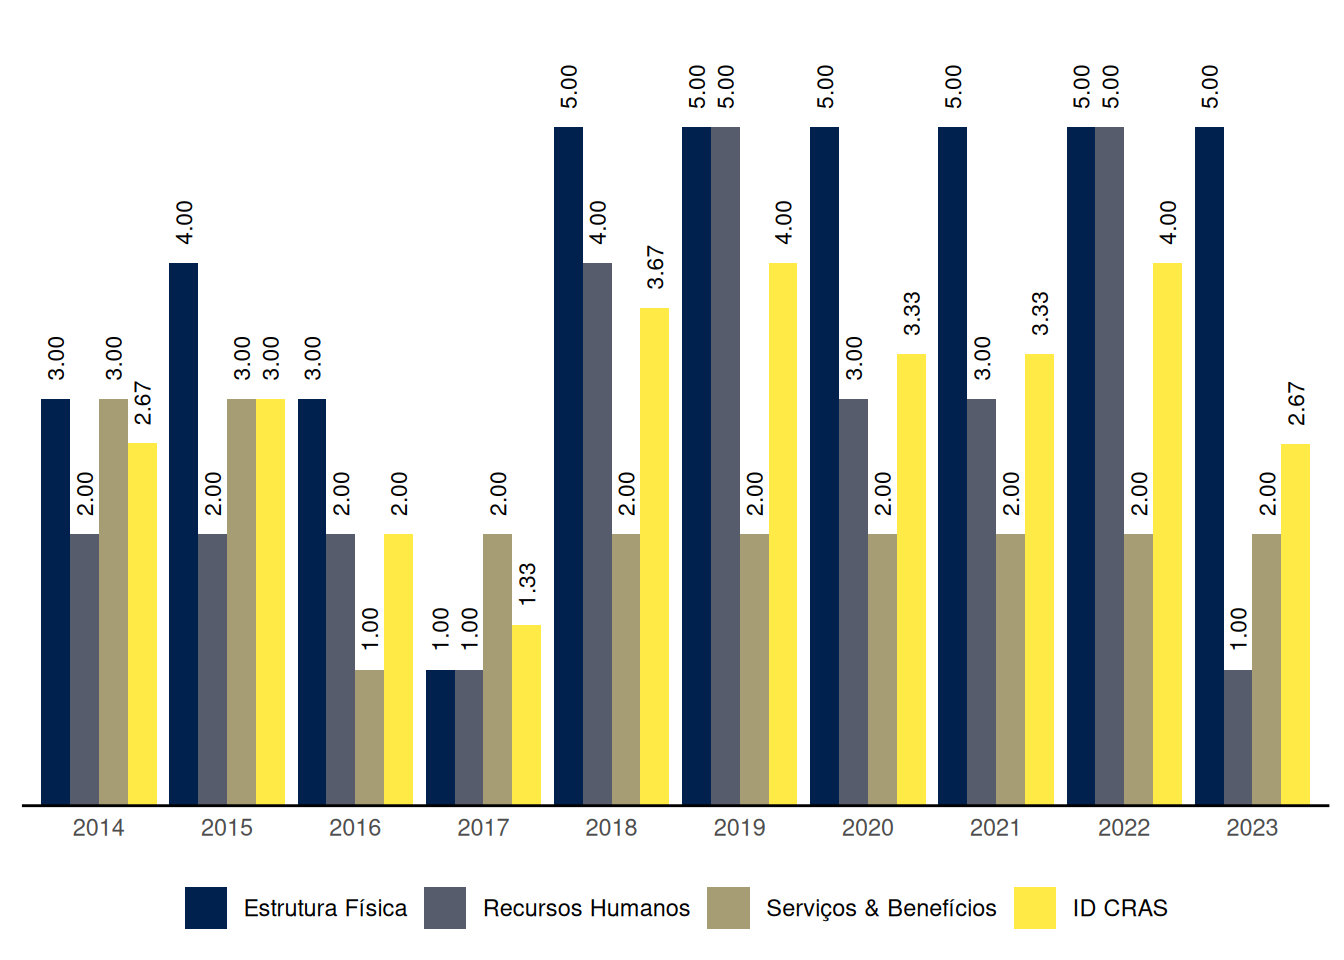 5.00 5.00 5.00 5.00 5.00 5.00 5.00 5.00
4.00 4.00 4.00 4.00
3.67
3.33 3.33
3.00 3.00 3.00 3.00 3.00 3.00 3.00
2.67 2.67
2.00 2.00 2.00 2.00 2.00 2.00 2.00 2.00 2.00 2.00 2.00
1.33
1.00 1.00 1.00 1.00
2014 2015 2016 2017 2018 2019 2020 2021 2022 2023
Estrutura Física Recursos Humanos Serviços & Benefícios ID CRAS